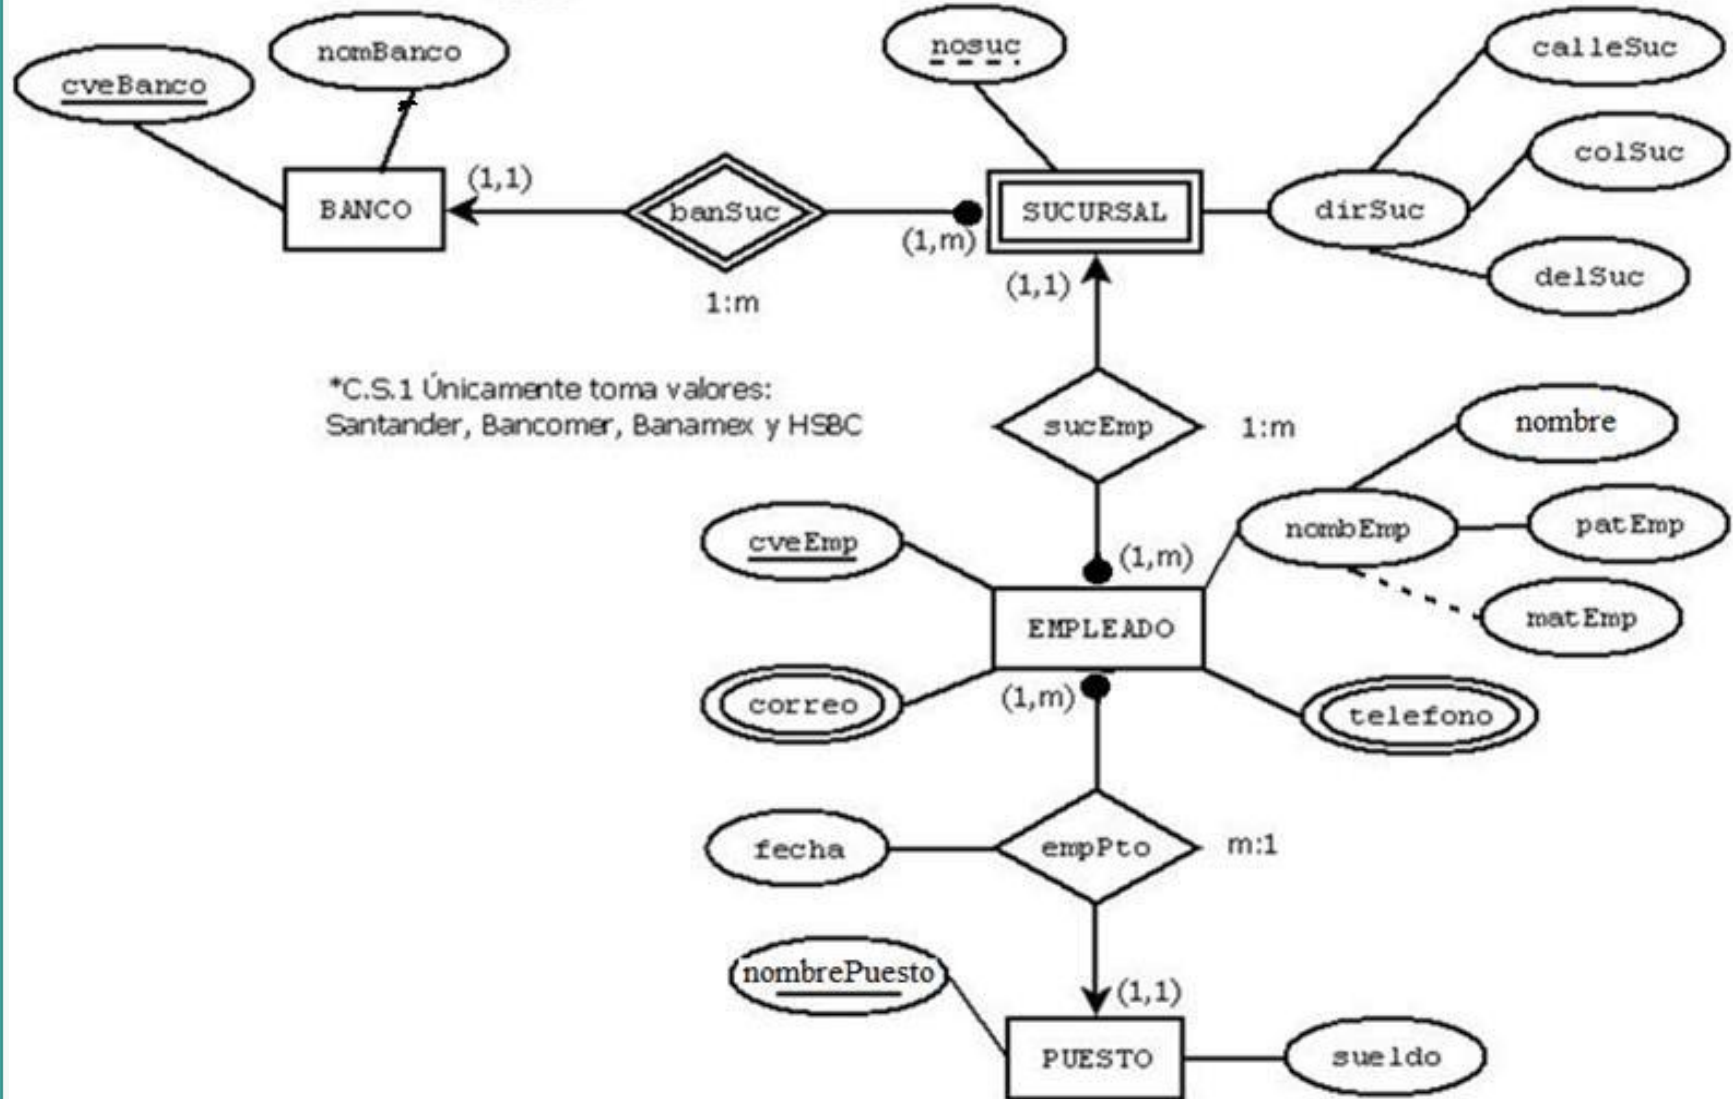 nomBanco
cveBanco
nosuc
calleSuc
colSuc
(1,1)
BANCO
banSuc
SUCURSAL
dirSuc
(1,m)
delSuc
1:m
(1,1)
*C.S.1 Únicamente toma valores:
Santander, Bancomer, Banamex y HSBC
sucEmp
1:m
nombre
cveEmp
nombEmp
patEmp
(1,m)
EMPLEADO
matEmp
correo
(1,m)
telefono
fecha
empPto
m:1
nombrePuesto
(1,1)
PUESTO
sueldo